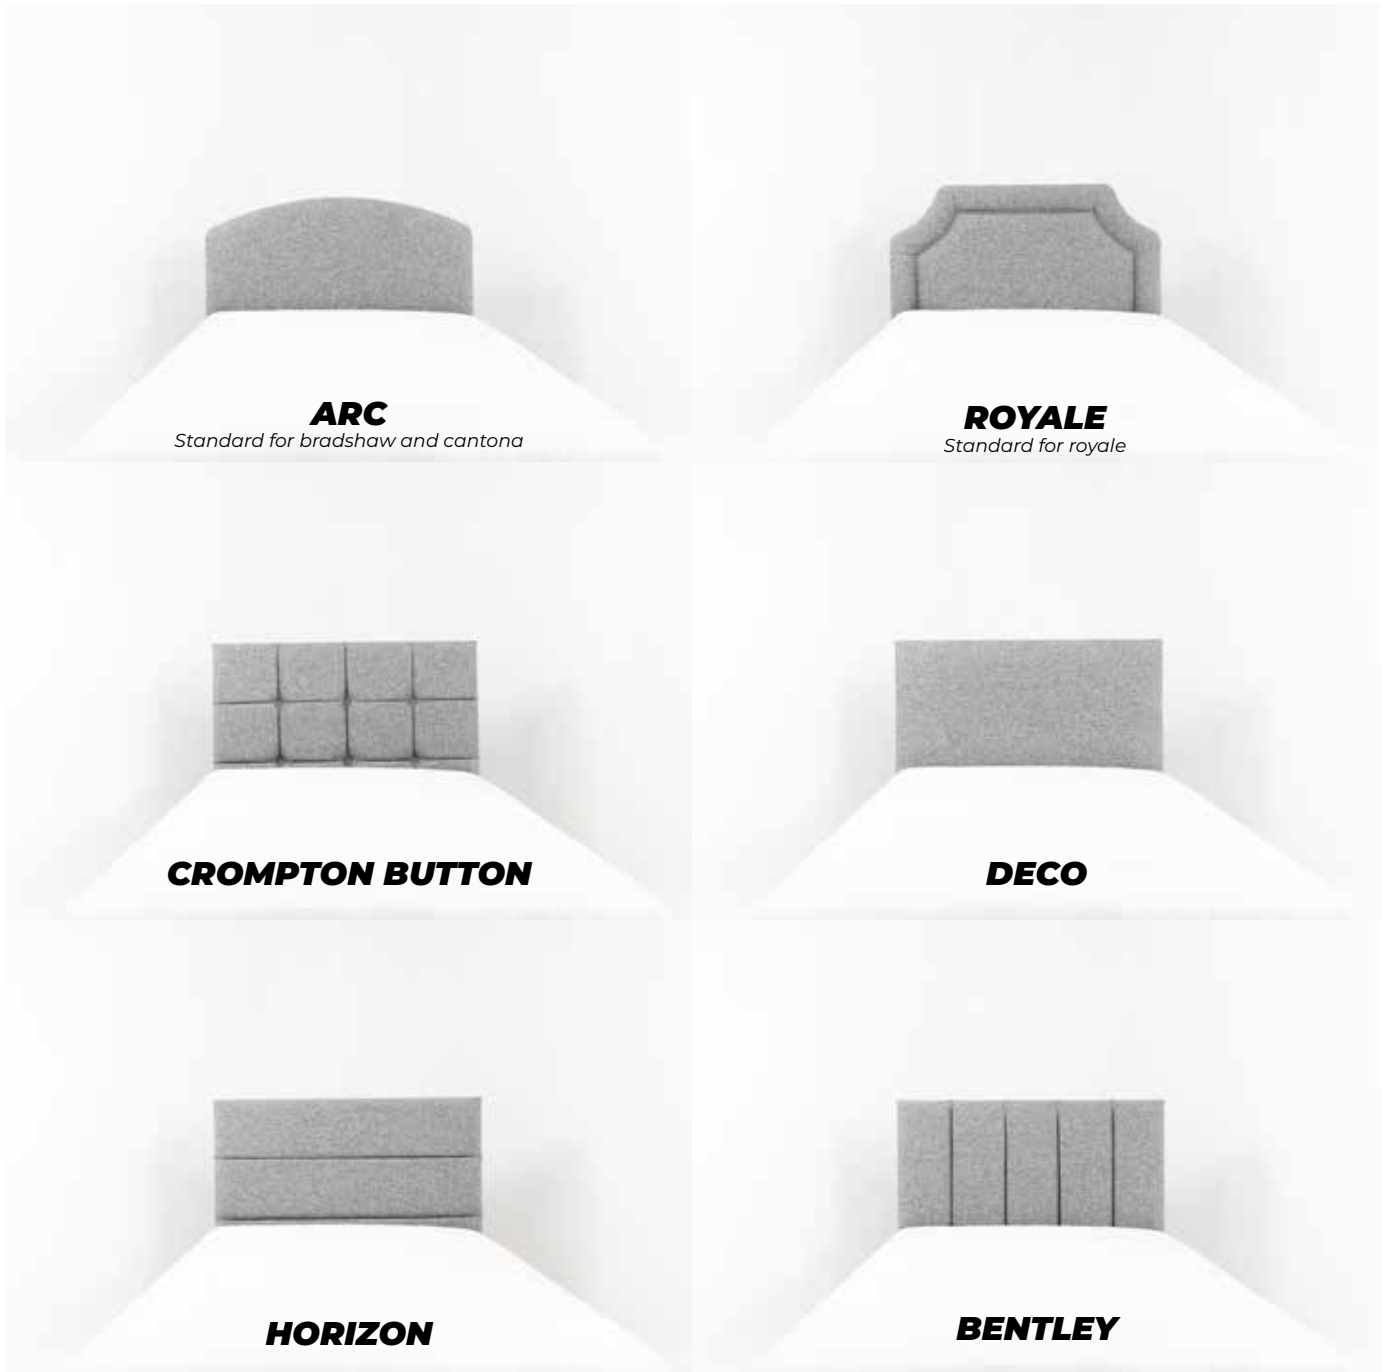 ARC
Standard for bradshaw and cantona
ROYALE
Standard for royale
CROMPTON BUTTON
DECO
HORIZON
BENTLEY